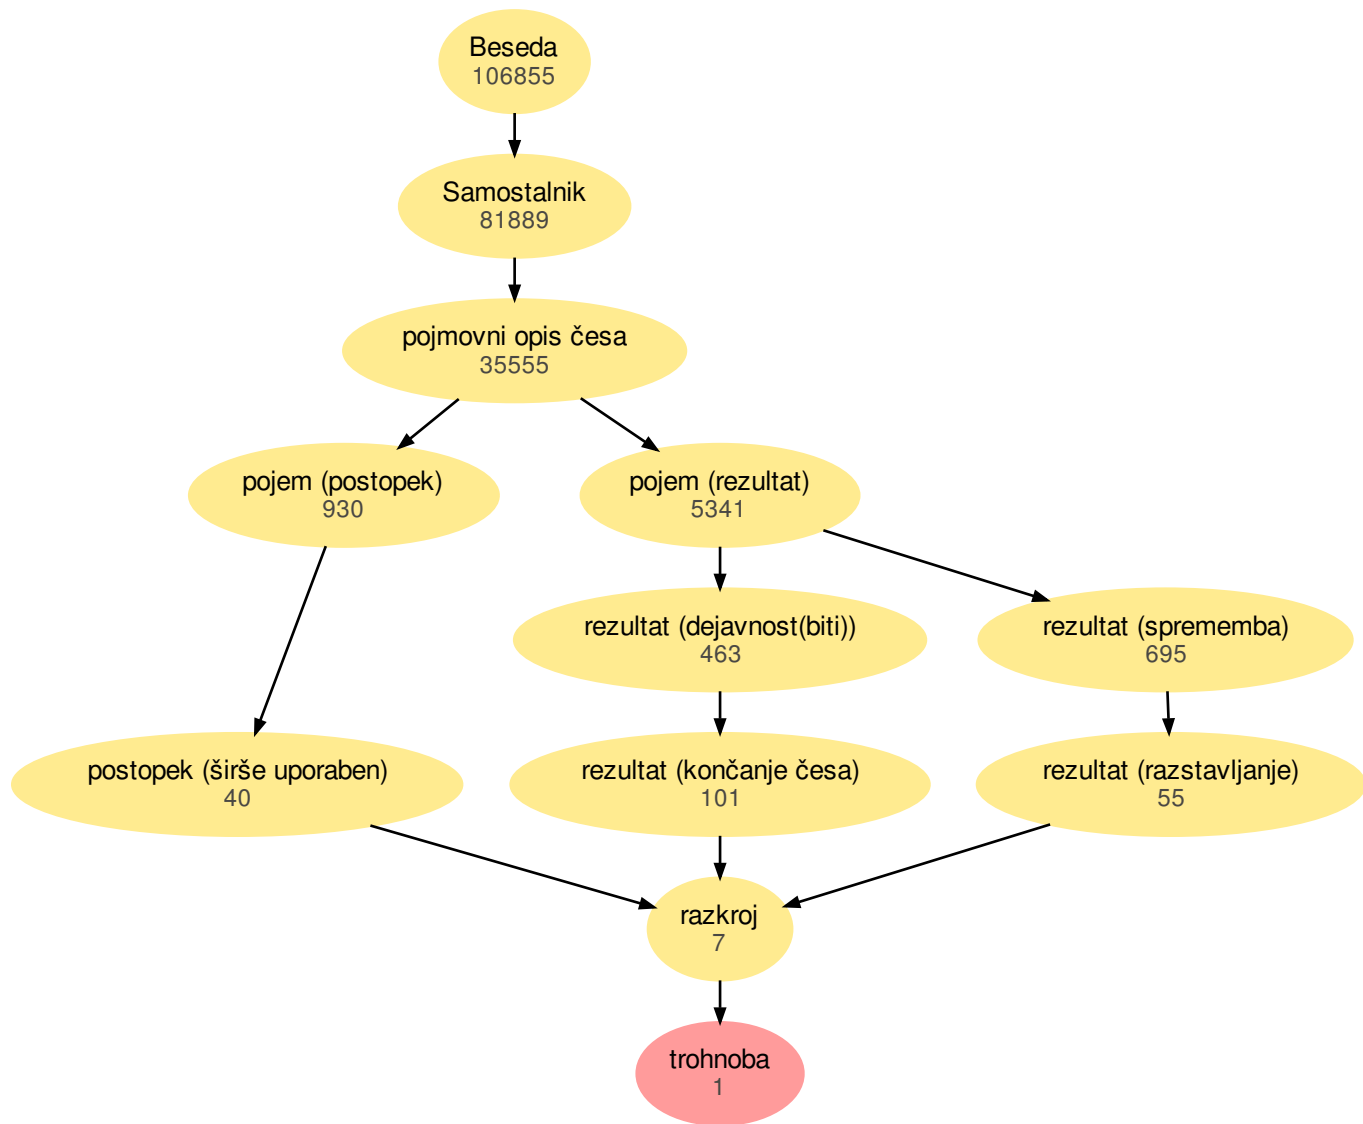 Beseda
106855
Samostalnik
81889
pojmovni opis česa
35555
pojem (postopek)
930
pojem (rezultat)
5341
rezultat (dejavnost(biti))
463
rezultat (sprememba)
695
postopek (širše uporaben)
40
rezultat (končanje česa)
101
rezultat (razstavljanje)
55
razkroj
7
trohnoba
1